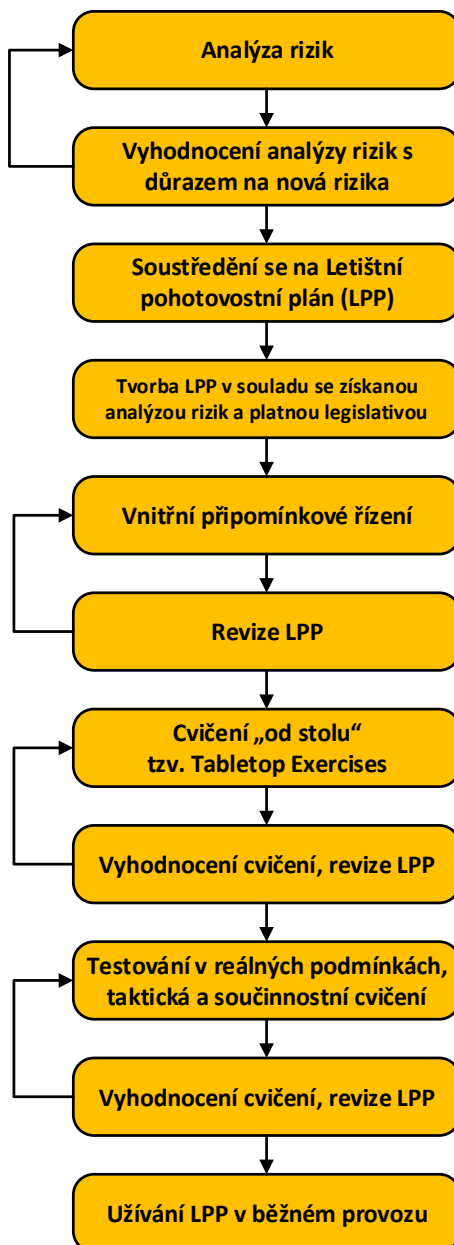 Analýza rizik
Vyhodnocení analýzy rizik s
důrazem na nová rizika
Soustředění se na Letištní
pohotovostní plán (LPP)
Tvorba LPP v souladu se získanou
analýzou rizik a platnou legislativou
Vnitřní připomínkové řízení
Revize LPP
Cvičení „od stolu“
tzv. Tabletop Exercises
Vyhodnocení cvičení, revize LPP
Testování v reálných podmínkách,
taktická a součinnostní cvičení
Vyhodnocení cvičení, revize LPP
Užívání LPP v běžném provozu